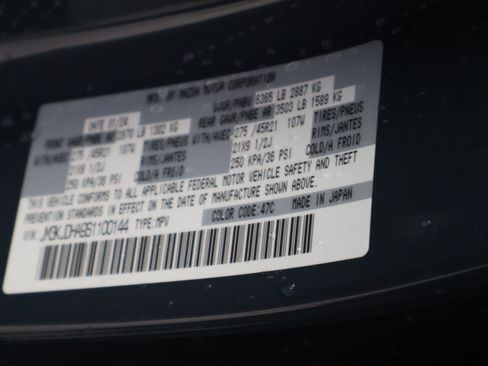 MFD. BY MAZDA MOTOR CORPORATION
DATE 01/24 GVWR/PNBV 6365 LB 2887 KG
FRONT GAWR/PNBE AV 2870 LB 1302 KG REAR GAWR/PNBE AR 3503 LB 1589 KG
WITH/AVEC 275 /45R21 107W TIRES/PNEUS WITH/AVEC 275 /45R21 107W TIRES/PNEUS
21X9 1/2J RIMS/JANTES 21X9 1/2J RIMS/JANTES
250 KPA/36 PSI COLD/A FROID 250 KPA/36 PSI COLD/A FROID
THIS VEHICLE CONFORMS TO ALL APPLICABLE FEDERAL MOTOR VEHICLE SAFETY AND THEFT
PREVENTION STANDARDS IN EFFECT ON THE DATE OF MANUFACTURE SHOWN ABOVE.
VIN: TYPE:MPV COLOR CODE:47C MADE IN JAPAN